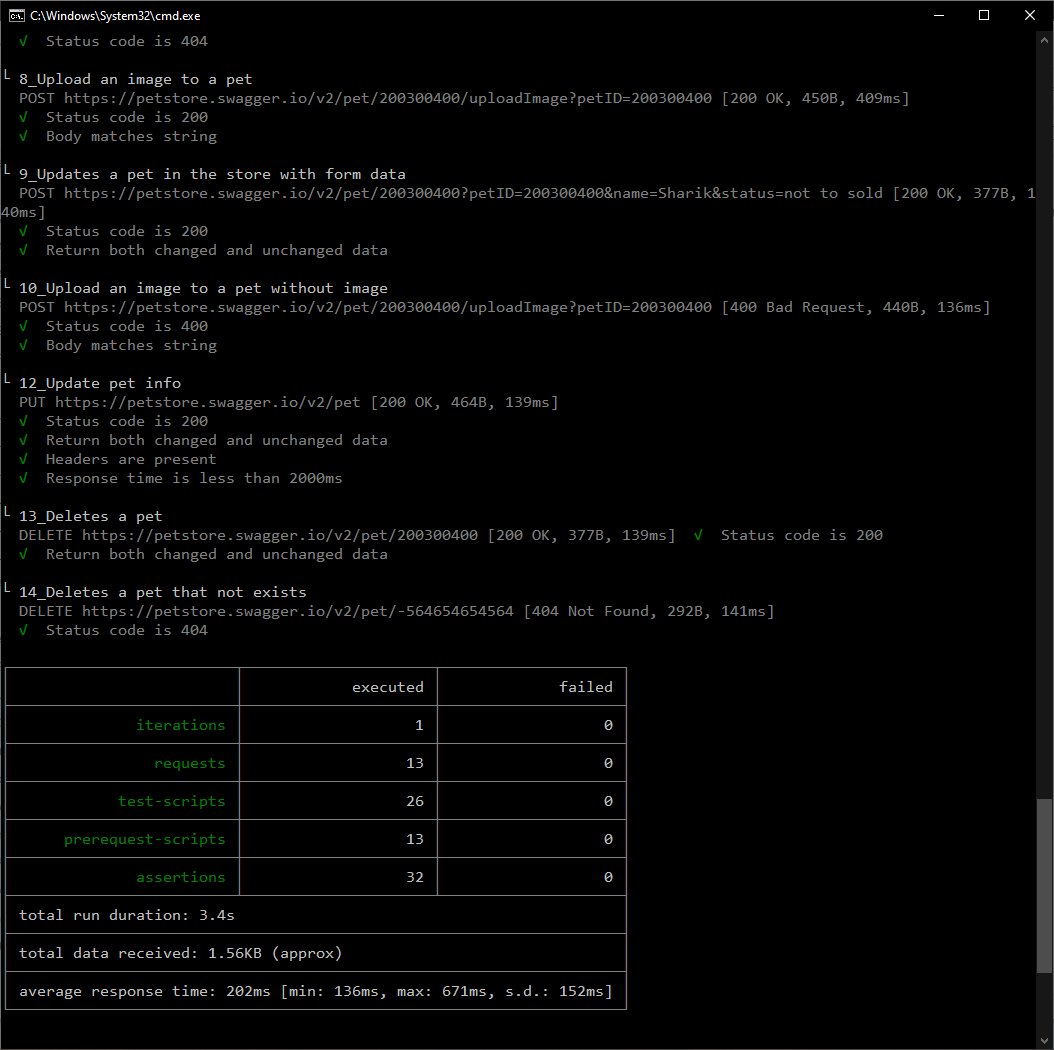 C:\Windows\System32\cmd.exe
√ Status code is 404
└ 8_Upload an image to a pet
POST https://petstore.swagger.io/v2/pet/200300400/uploadImage?petID=200300400 [200 OK, 450B, 409ms]
√ Status code is 200
√ Body matches string
└ 9_Updates a pet in the store with form data
POST https://petstore.swagger.io/v2/pet/200300400?petID=200300400&name=Sharik&status=not to sold [200 OK, 377B, 1
40ms]
√ Status code is 200
√ Return both changed and unchanged data
└ 10_Upload an image to a pet without image
POST https://petstore.swagger.io/v2/pet/200300400/uploadImage?petID=200300400 [400 Bad Request, 440B, 136ms]
√ Status code is 400
√ Body matches string
└ 12_Update pet info
PUT https://petstore.swagger.io/v2/pet [200 OK, 464B, 139ms]
√ Status code is 200
√ Return both changed and unchanged data
√ Headers are present
√ Response time is less than 2000ms
└ 13_Deletes a pet
DELETE https://petstore.swagger.io/v2/pet/200300400 [200 OK, 377B, 139ms] √ Status code is 200
√ Return both changed and unchanged data
└ 14_Deletes a pet that not exists
DELETE https://petstore.swagger.io/v2/pet/-564654654564 [404 Not Found, 292B, 141ms]
√ Status code is 404
executed failed
iterations 1 0
requests 13 0
test-scripts 26 0
prerequest-scripts 13 0
assertions 32 0
total run duration: 3.4s
total data received: 1.56KB (approx)
average response time: 202ms [min: 136ms, max: 671ms, s.d.: 152ms]